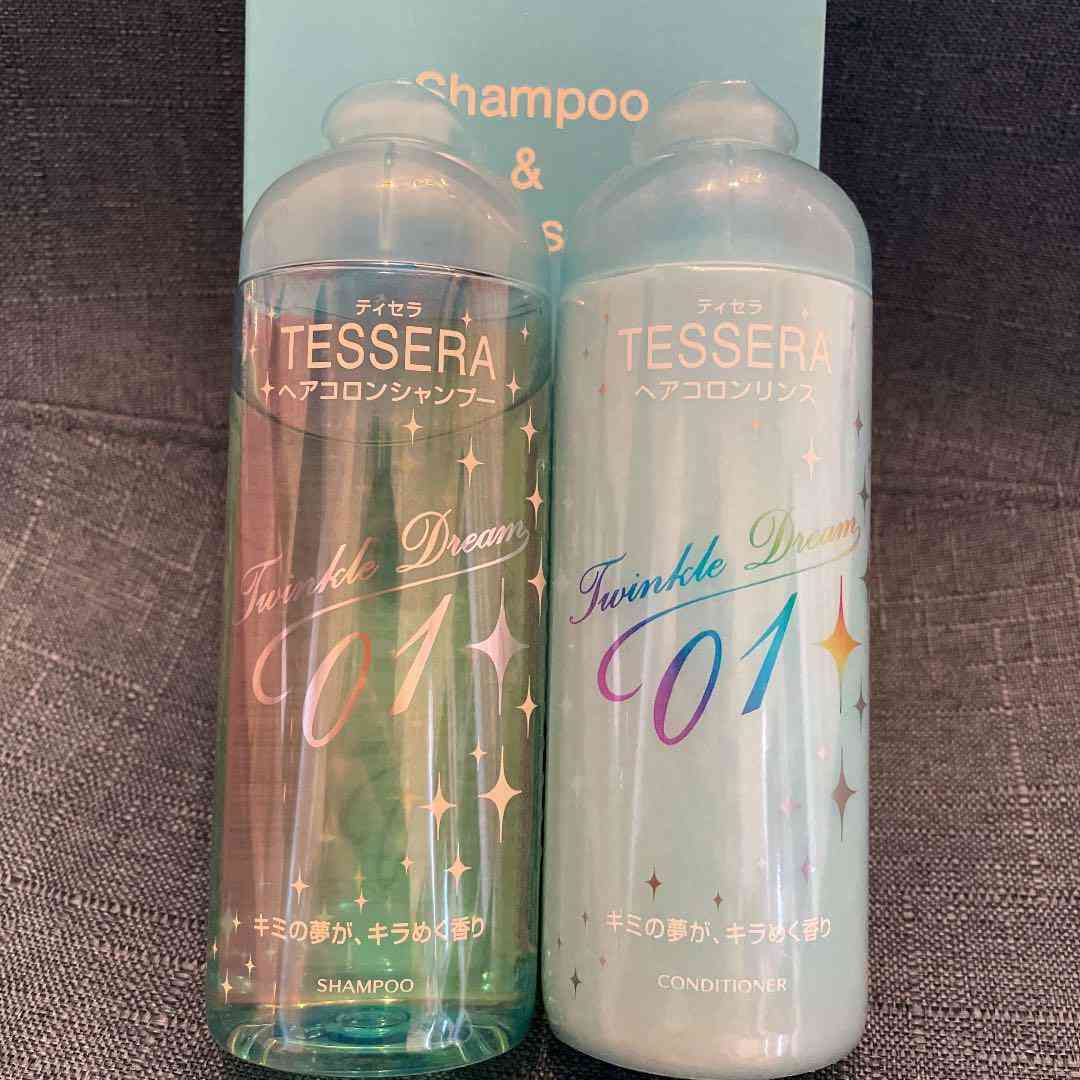 Shampoo
&
ティセラ
TESSERA
ヘアコロンシャンプー
Twinkle Dream
01
キミの夢が、キラめく香り
SHAMPOO
ティセラ
TESSERA
ヘアコロンリンス
Twinkle Dream
01
キミの夢が、キラめく香り
CONDITIONER